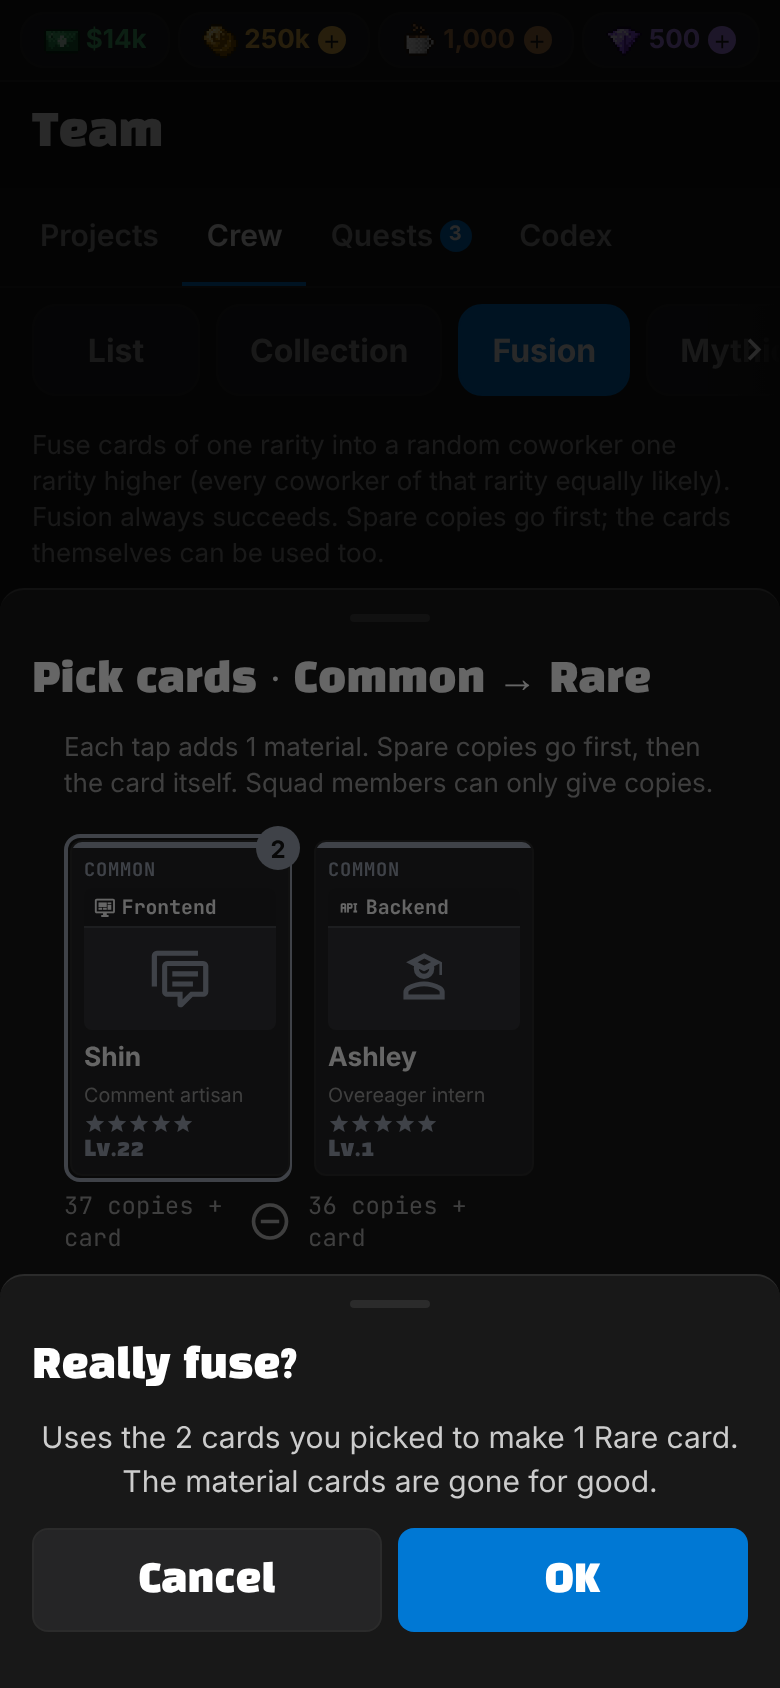 $14k 250k + 1,000 + 500 +
Team
Projects Crew Quests 3 Codex
List Collection Fusion Myth
Fuse cards of one rarity into a random coworker one
rarity higher (every coworker of that rarity equally likely).
Fusion always succeeds. Spare copies go first; the cards
themselves can be used too.
Pick cards · Common → Rare
Each tap adds 1 material. Spare copies go first, then
the card itself. Squad members can only give copies.
2
COMMON COMMON
Frontend API Backend
Shin Ashley
Comment artisan Overeager intern
★★★★★ ★★★★★
Lv.22 Lv.1
37 copies + 36 copies +
card card
Really fuse?
Uses the 2 cards you picked to make 1 Rare card.
The material cards are gone for good.
Cancel OK